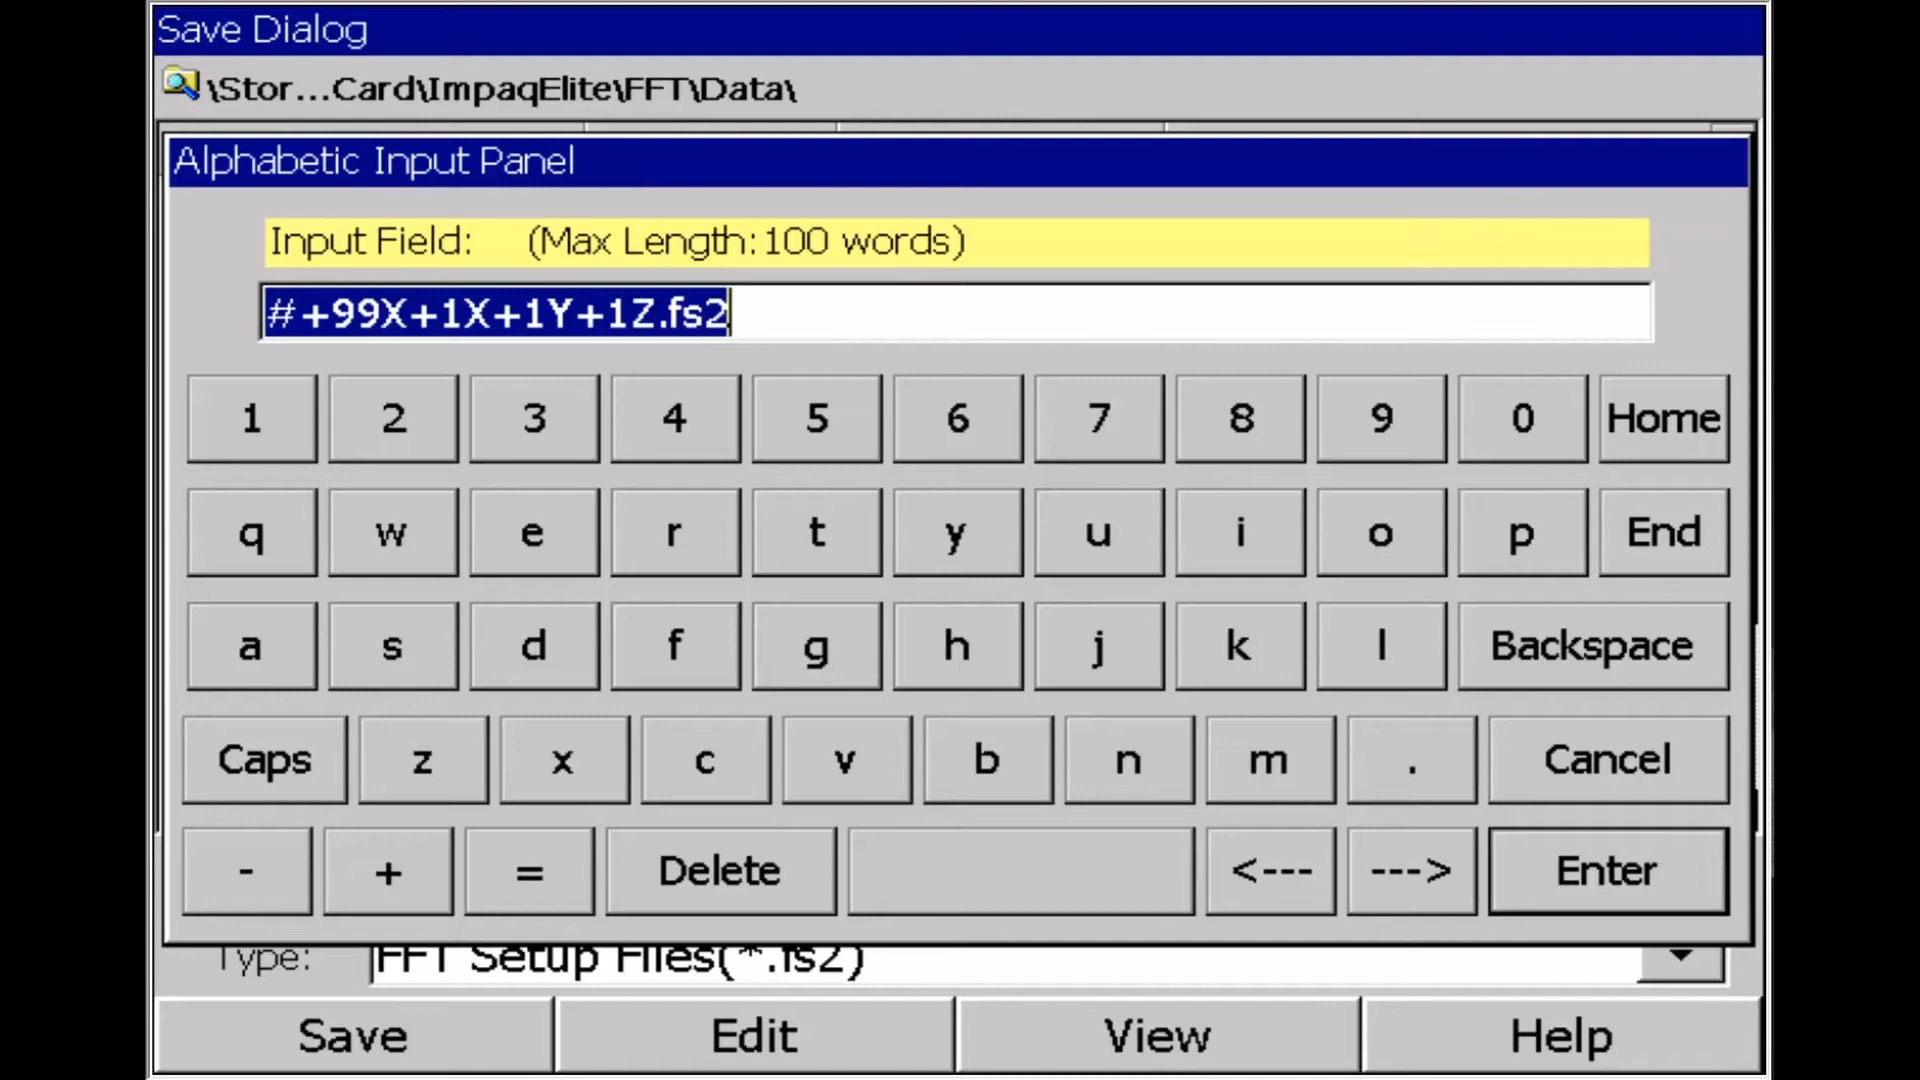 Save Dialog
\Stor...Card\ImpaqElite\FFT\Data\
Alphabetic Input Panel
Input Field: (Max Length:100 words)
#+99X+1X+1Y+1Z.fs2
1 2 3 4 5 6 7 8 9 0 Home
q w e r t y u i o p End
a s d f g h j k l Backspace
Caps z x c v b n m . Cancel
- + = Delete <--- ---> Enter
Type: FFT Setup Files(*.fs2)
Save Edit View Help